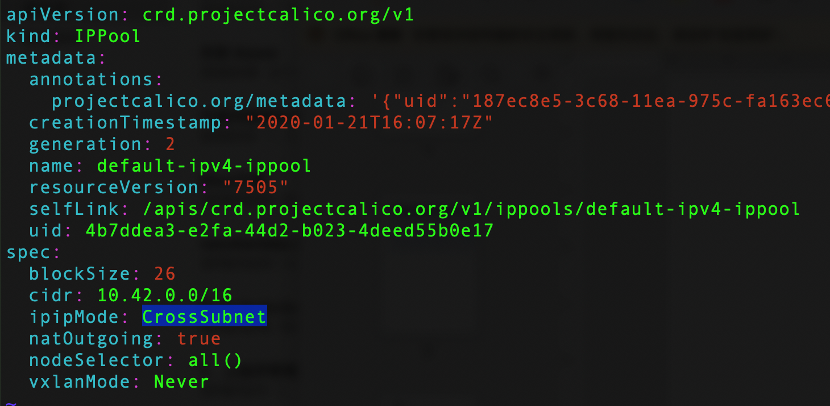 apiVersion: crd.projectcalico.org/v1
kind: IPPool
metadata:
  annotations:
    projectcalico.org/metadata: '{"uid":"187ec8e5-3c68-11ea-975c-fa163ec6
  creationTimestamp: "2020-01-21T16:07:17Z"
  generation: 2
  name: default-ipv4-ippool
  resourceVersion: "7505"
  selfLink: /apis/crd.projectcalico.org/v1/ippools/default-ipv4-ippool
  uid: 4b7ddea3-e2fa-44d2-b023-4deed55b0e17
spec:
  blockSize: 26
  cidr: 10.42.0.0/16
  ipipMode: CrossSubnet
  natOutgoing: true
  nodeSelector: all()
  vxlanMode: Never
~